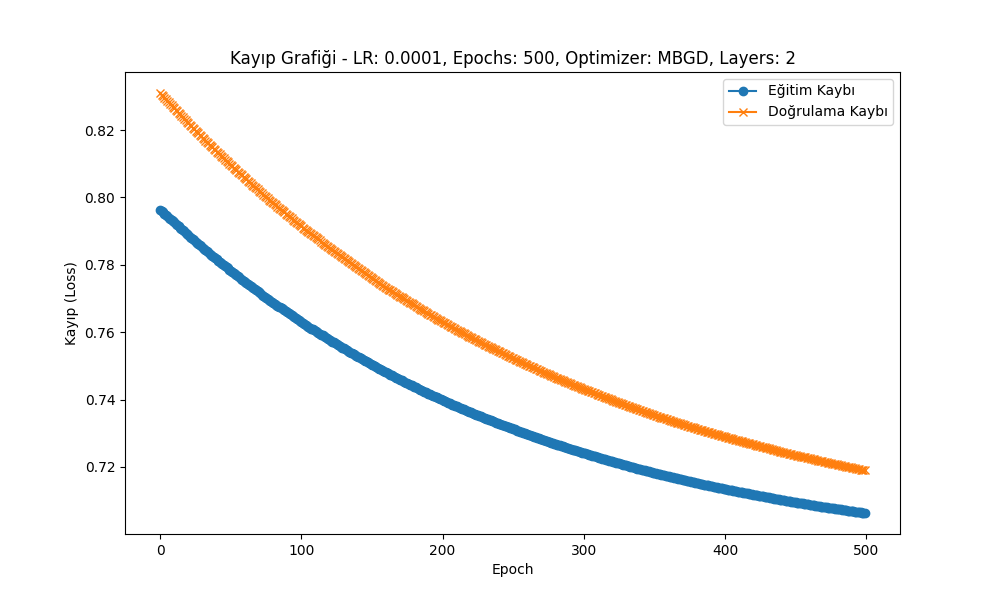 Kayıp Grafiği - LR: 0.0001, Epochs: 500, Optimizer: MBGD, Layers: 2
Eğitim Kaybı
Doğrulama Kaybı
Kayıp (Loss)
0.82
0.80
0.78
0.76
0.74
0.72
0 100 200 300 400 500
Epoch